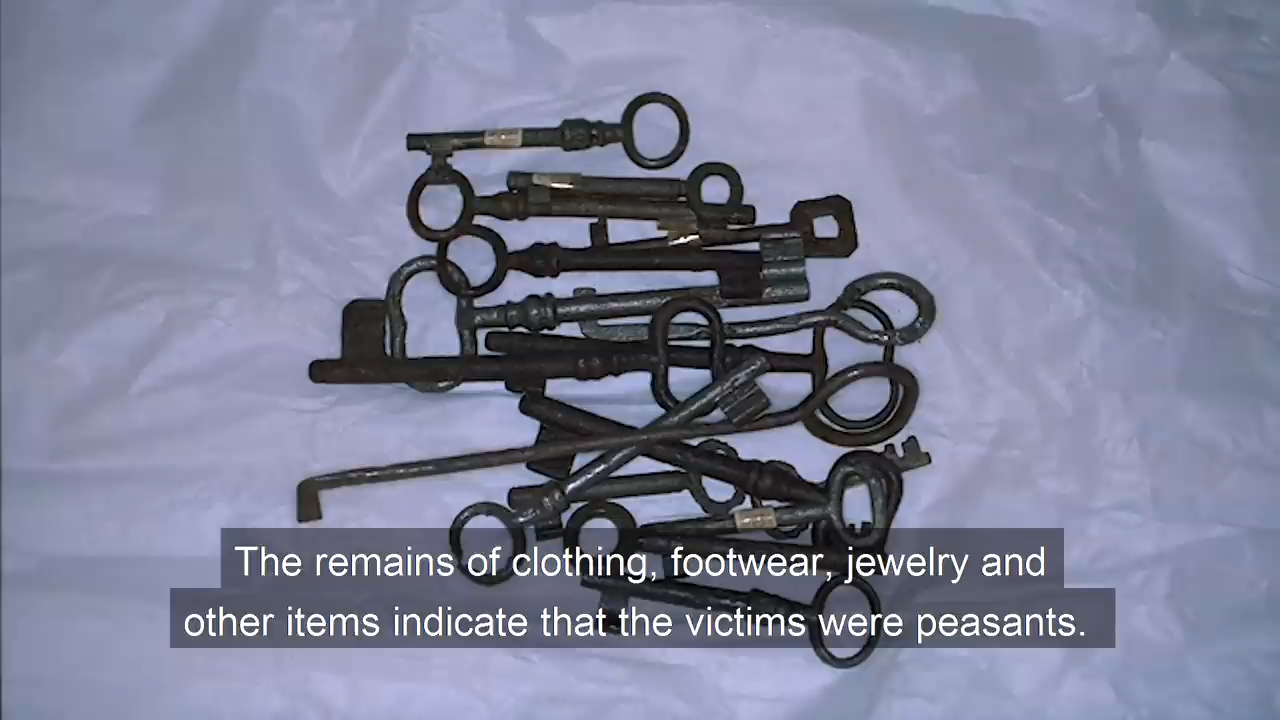 The remains of clothing, footwear, jewelry and
other items indicate that the victims were peasants.